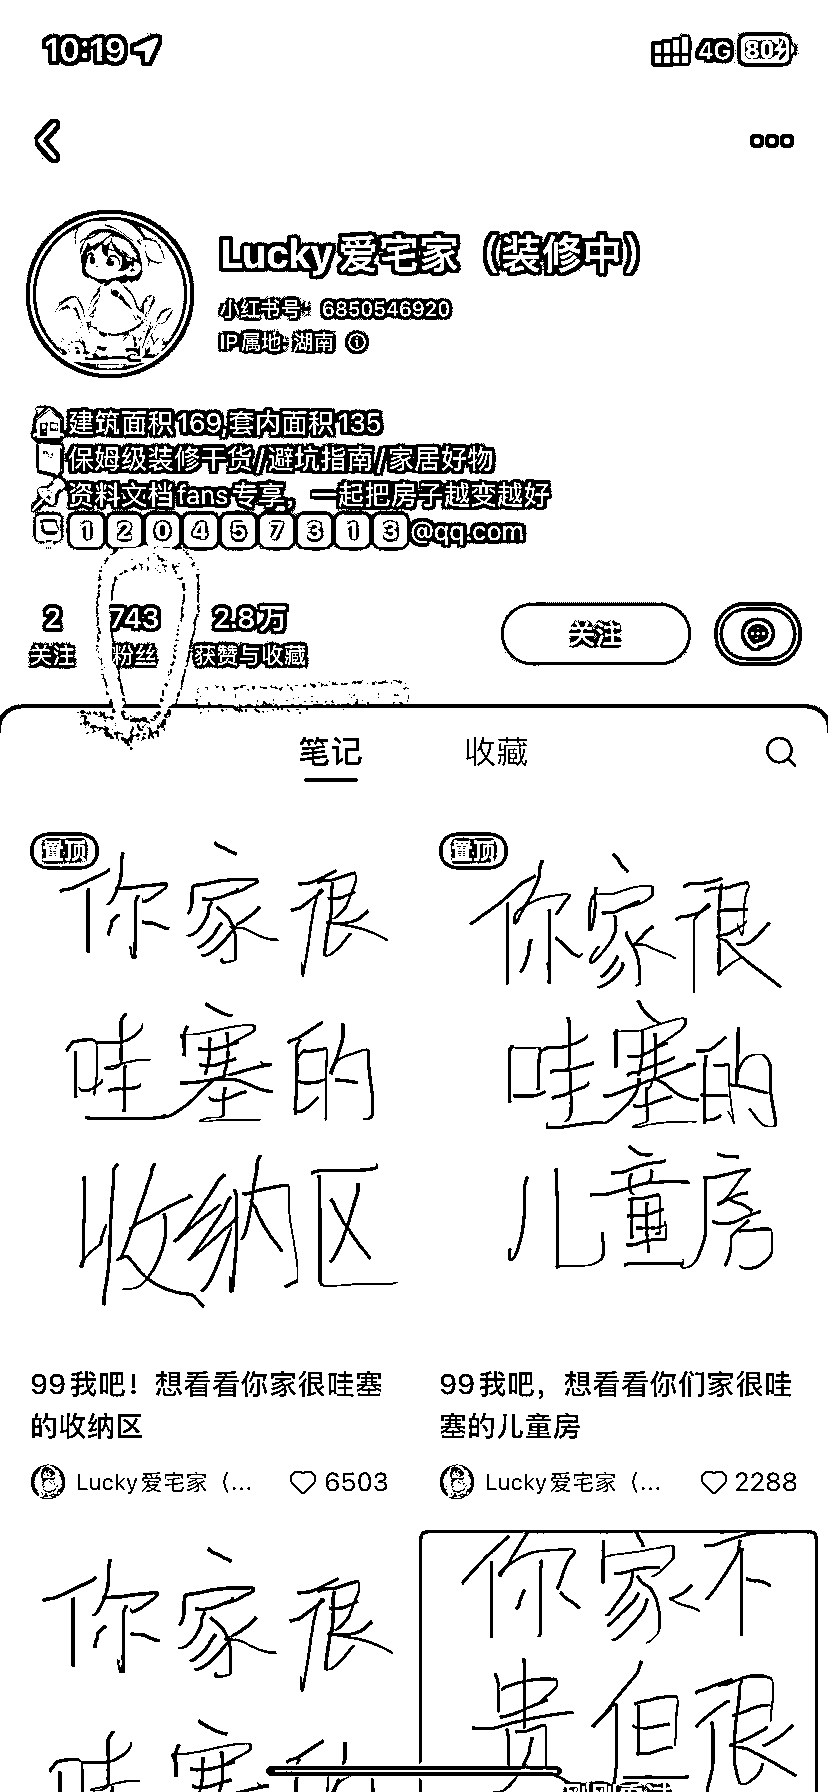 10:19 4G 80
Lucky爱宅家（装修中）
小红书号：6850546920
IP属地：湖南
建筑面积169,套内面积135
保姆级装修干货/避坑指南/家居好物
资料文档fans专享，一起把房子越变越好
120457313@qq.com
2 743 2.8万
关注 粉丝 获赞与收藏 关注
笔记 收藏
置顶 置顶
你家很
哇塞的
收纳区
你家很
哇塞的
儿童房
99我吧！想看看你家很哇塞
的收纳区
Lucky爱宅家（... 6503
99我吧，想看看你们家很哇
塞的儿童房
Lucky爱宅家（... 2288
你家很
哇塞的
你家不
贵但很